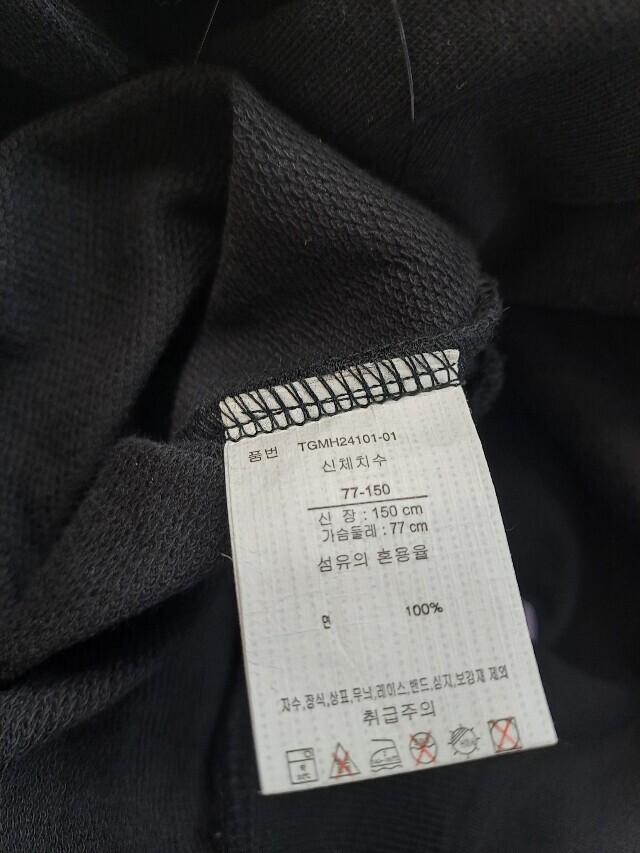 품번 TGMH24101-01
신체치수
77-150
신 장 : 150 cm
가슴둘레 : 77 cm
섬유의 혼용율
면 100%
자수,장식,상표,무늬,레이스,밴드,심지,보강재 제외
취급주의